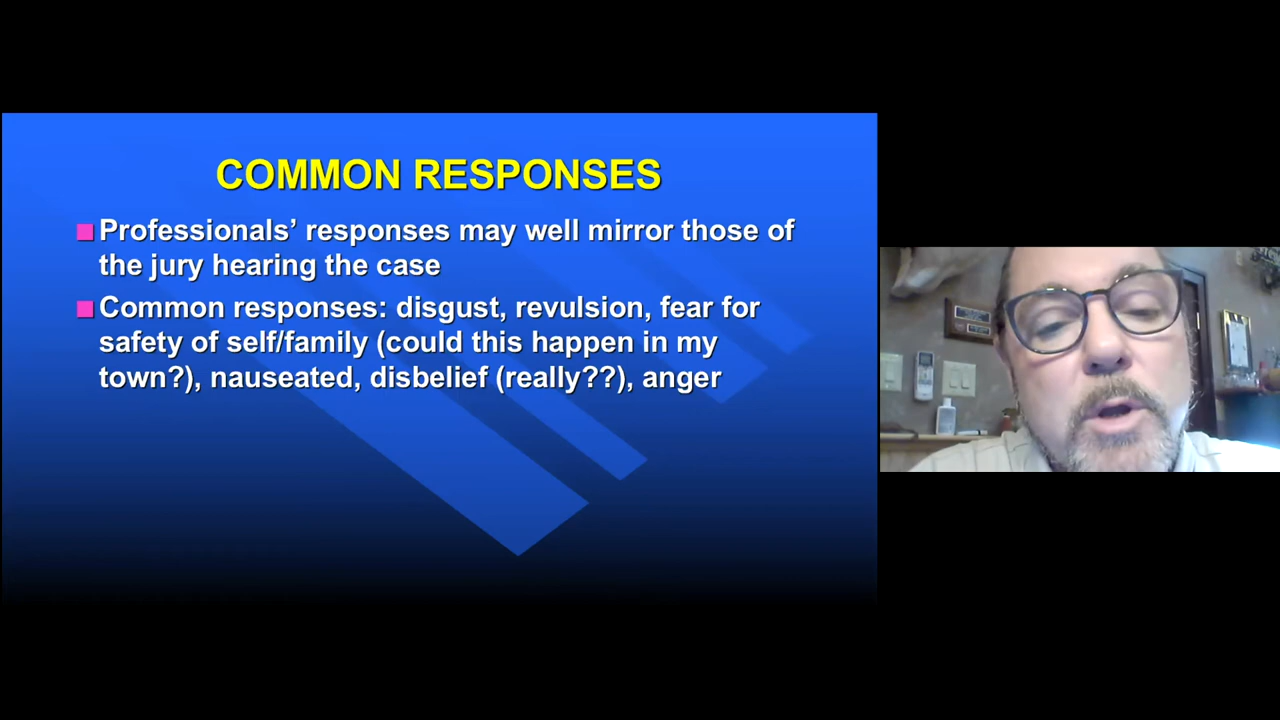 COMMON RESPONSES
Professionals’ responses may well mirror those of
the jury hearing the case
Common responses: disgust, revulsion, fear for
safety of self/family (could this happen in my
town?), nauseated, disbelief (really??), anger